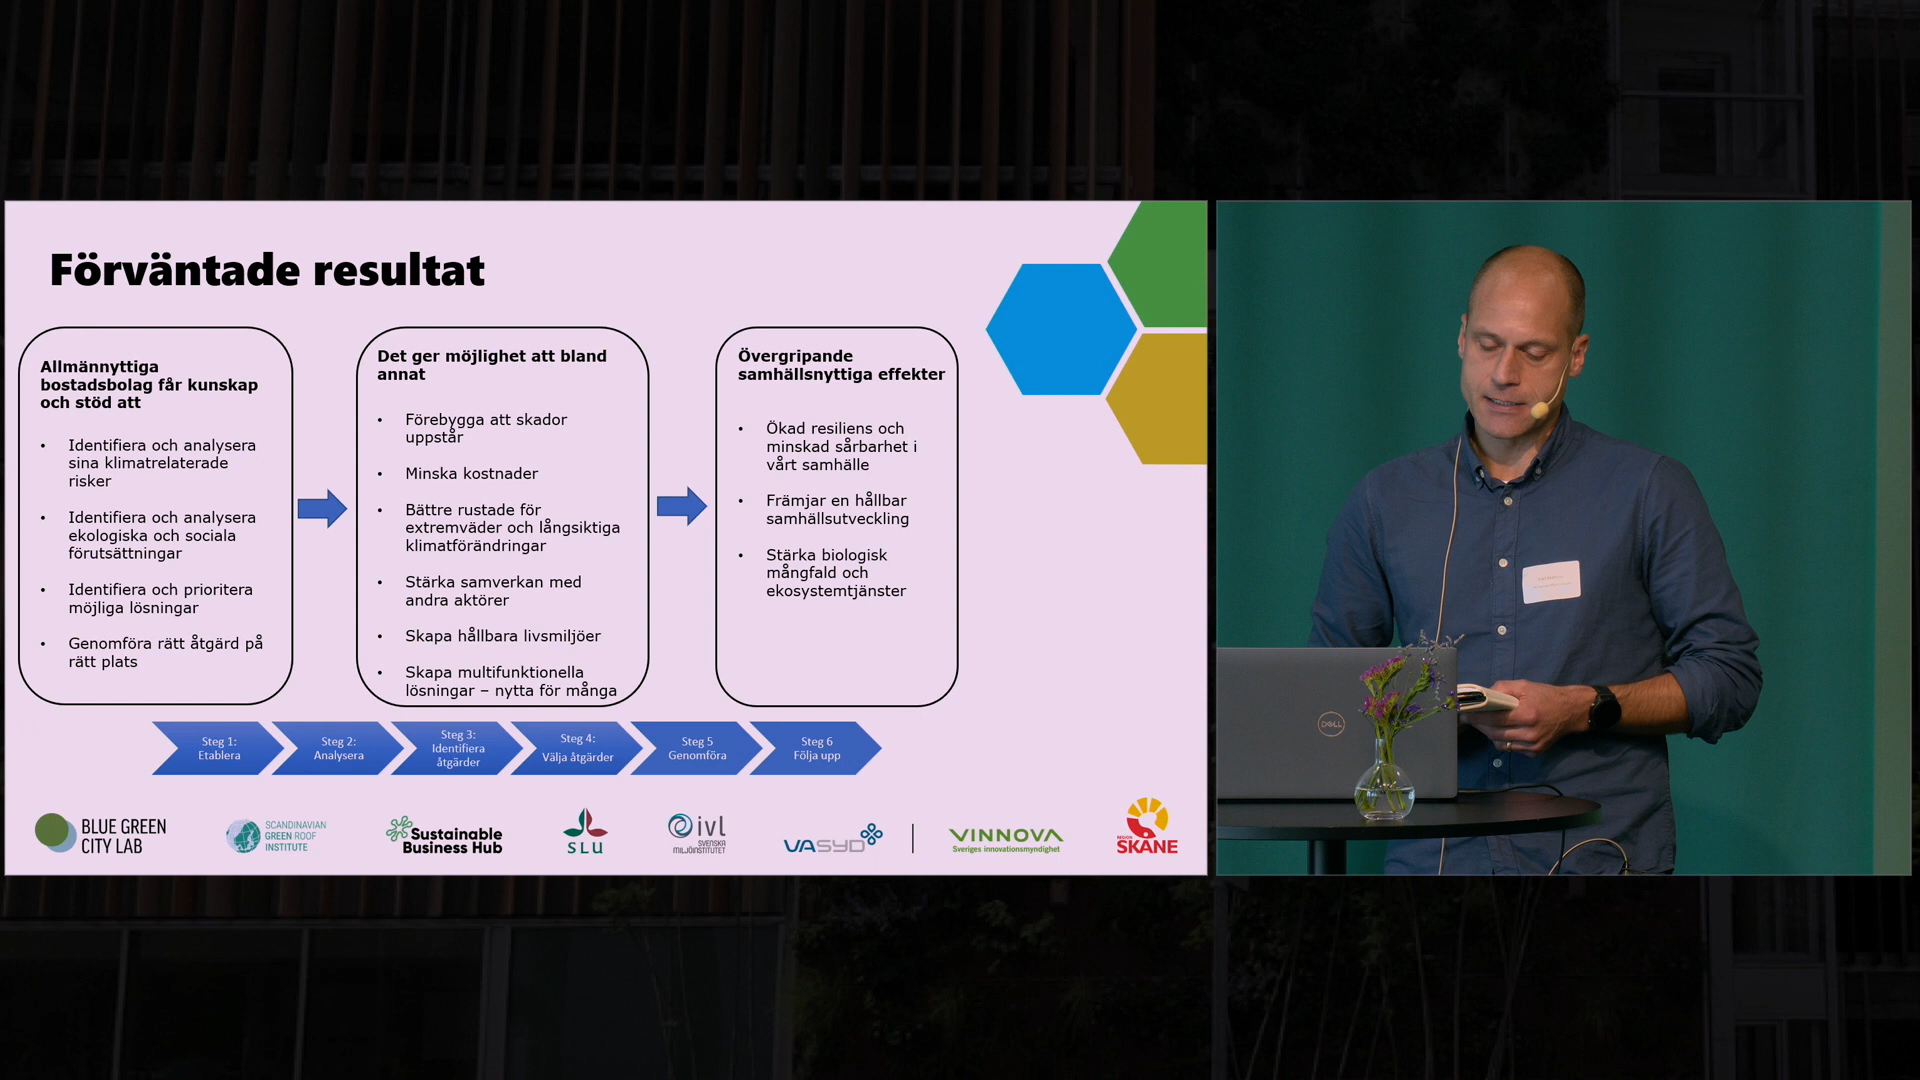 Förväntade resultat
Allmännyttiga
bostadsbolag får kunskap
och stöd att
• Identifiera och analysera
sina klimatrelaterade
risker
• Identifiera och analysera
ekologiska och sociala
förutsättningar
• Identifiera och prioritera
möjliga lösningar
• Genomföra rätt åtgärd på
rätt plats
Det ger möjlighet att bland
annat
• Förebygga att skador
uppstår
• Minska kostnader
• Bättre rustade för
extremväder och långsiktiga
klimatförändringar
• Stärka samverkan med
andra aktörer
• Skapa hållbara livsmiljöer
• Skapa multifunktionella
lösningar – nytta för många
Övergripande
samhällsnyttiga effekter
• Ökad resiliens och
minskad sårbarhet i
vårt samhälle
• Främjar en hållbar
samhällsutveckling
• Stärka biologisk
mångfald och
ekosystemtjänster
Steg 1:
Etablera
Steg 2:
Analysera
Steg 3:
Identifiera
åtgärder
Steg 4:
Välja åtgärder
Steg 5
Genomföra
Steg 6
Följa upp
BLUE GREEN
CITY LAB
SCANDINAVIAN
GREEN ROOF
INSTITUTE
Sustainable
Business Hub
SLU
ivl
SVENSKA
MILJÖINSTITUTET
VA SYD
VINNOVA
Sveriges innovationsmyndighet
REGION
SKÅNE
DELL